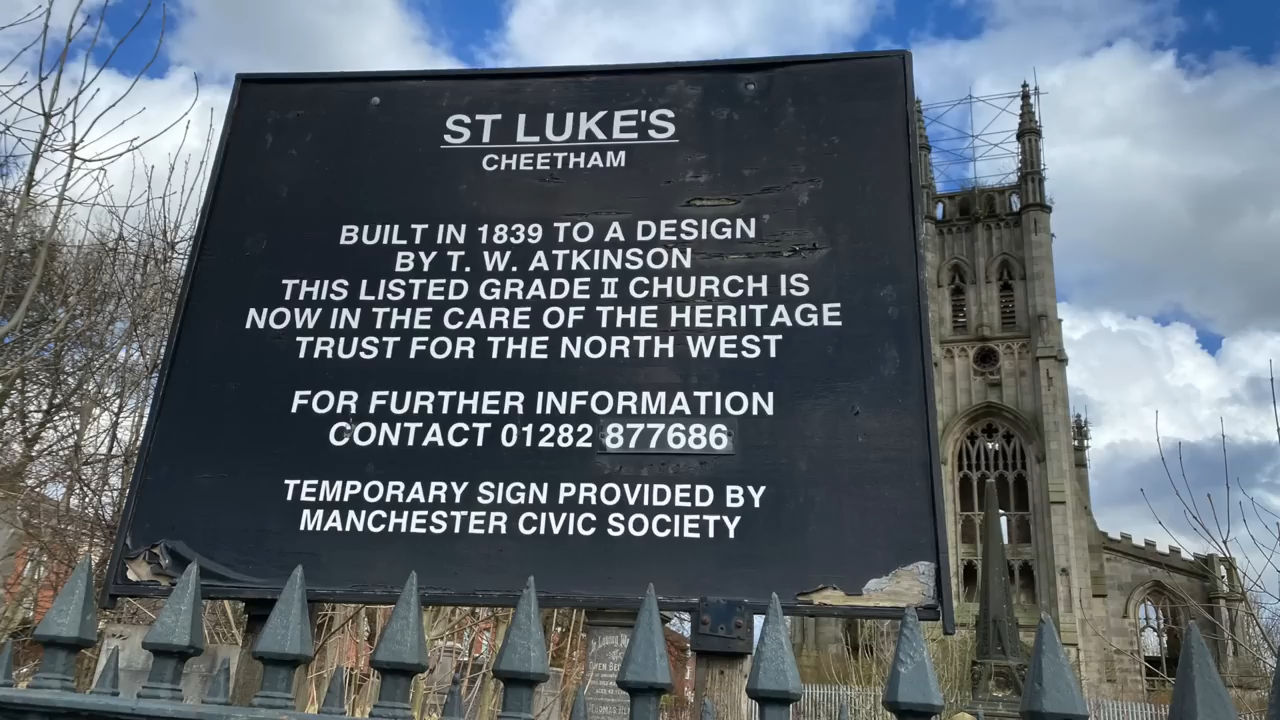 ST LUKE'S
CHEETHAM
BUILT IN 1839 TO A DESIGN
BY T. W. ATKINSON
THIS LISTED GRADE II CHURCH IS
NOW IN THE CARE OF THE HERITAGE
TRUST FOR THE NORTH WEST
FOR FURTHER INFORMATION
CONTACT 01282 877686
TEMPORARY SIGN PROVIDED BY
MANCHESTER CIVIC SOCIETY